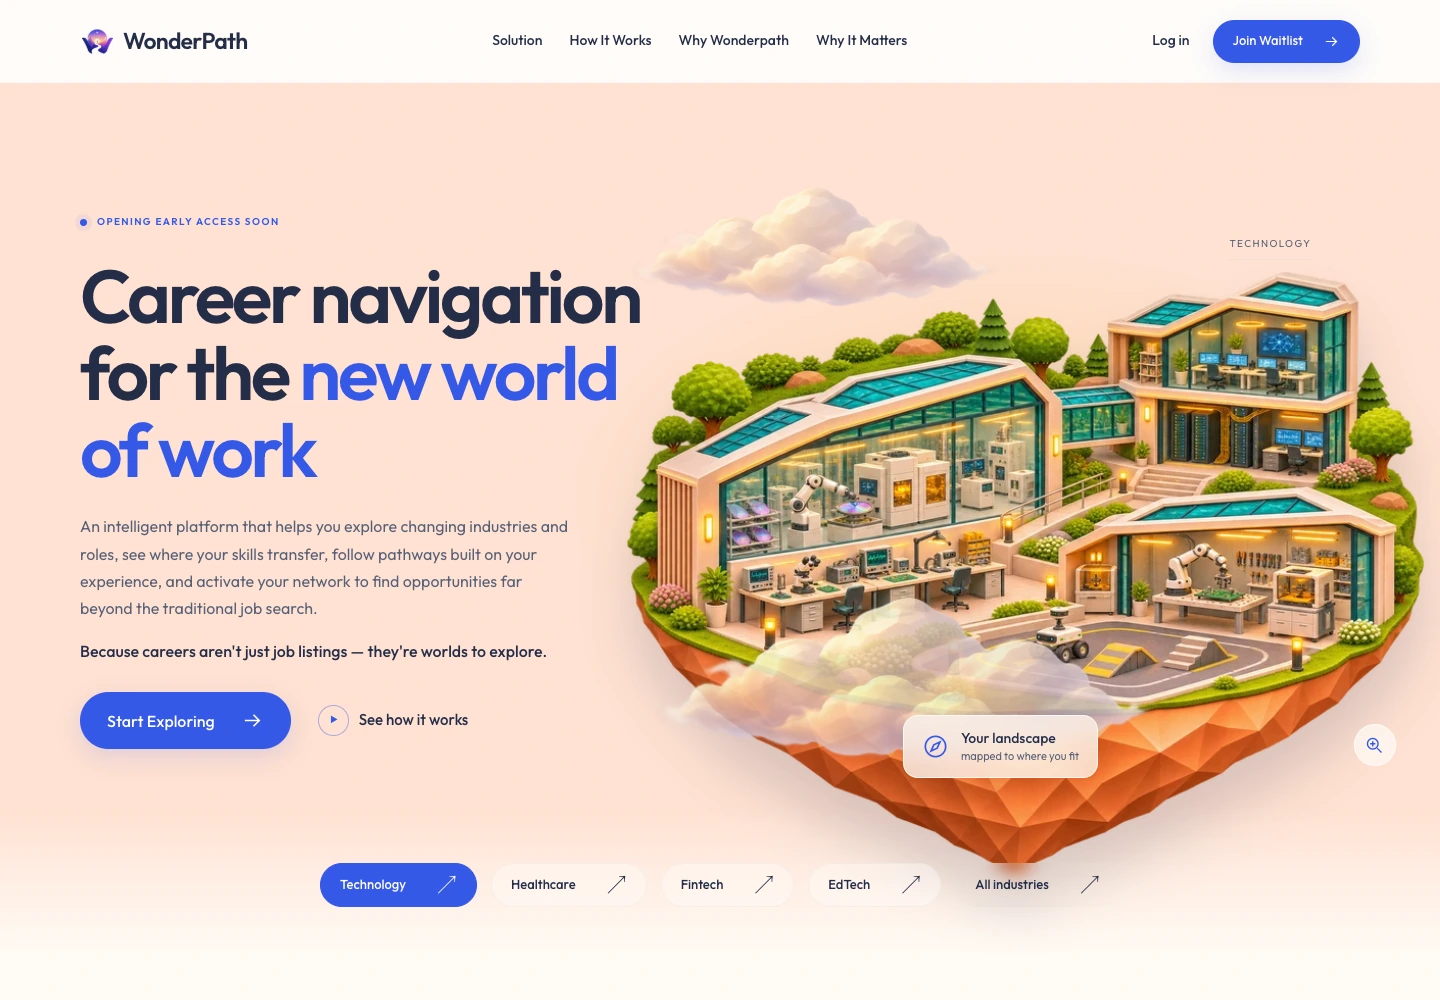 WonderPath
Solution
How It Works
Why Wonderpath
Why It Matters
Log in
Join Waitlist
OPENING EARLY ACCESS SOON
TECHNOLOGY
Career navigation
for the new world
of work
An intelligent platform that helps you explore changing industries and
roles, see where your skills transfer, follow pathways built on your
experience, and activate your network to find opportunities far
beyond the traditional job search.
Because careers aren't just job listings — they're worlds to explore.
Start Exploring
See how it works
Your landscape
mapped to where you fit
Technology
Healthcare
Fintech
EdTech
All industries